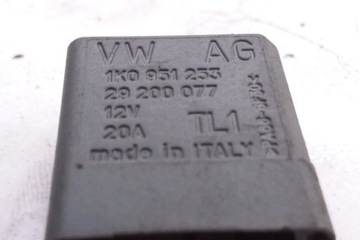 VW AG
1K0 951 253
29 200 077
12V
20A TL1
made in ITALY